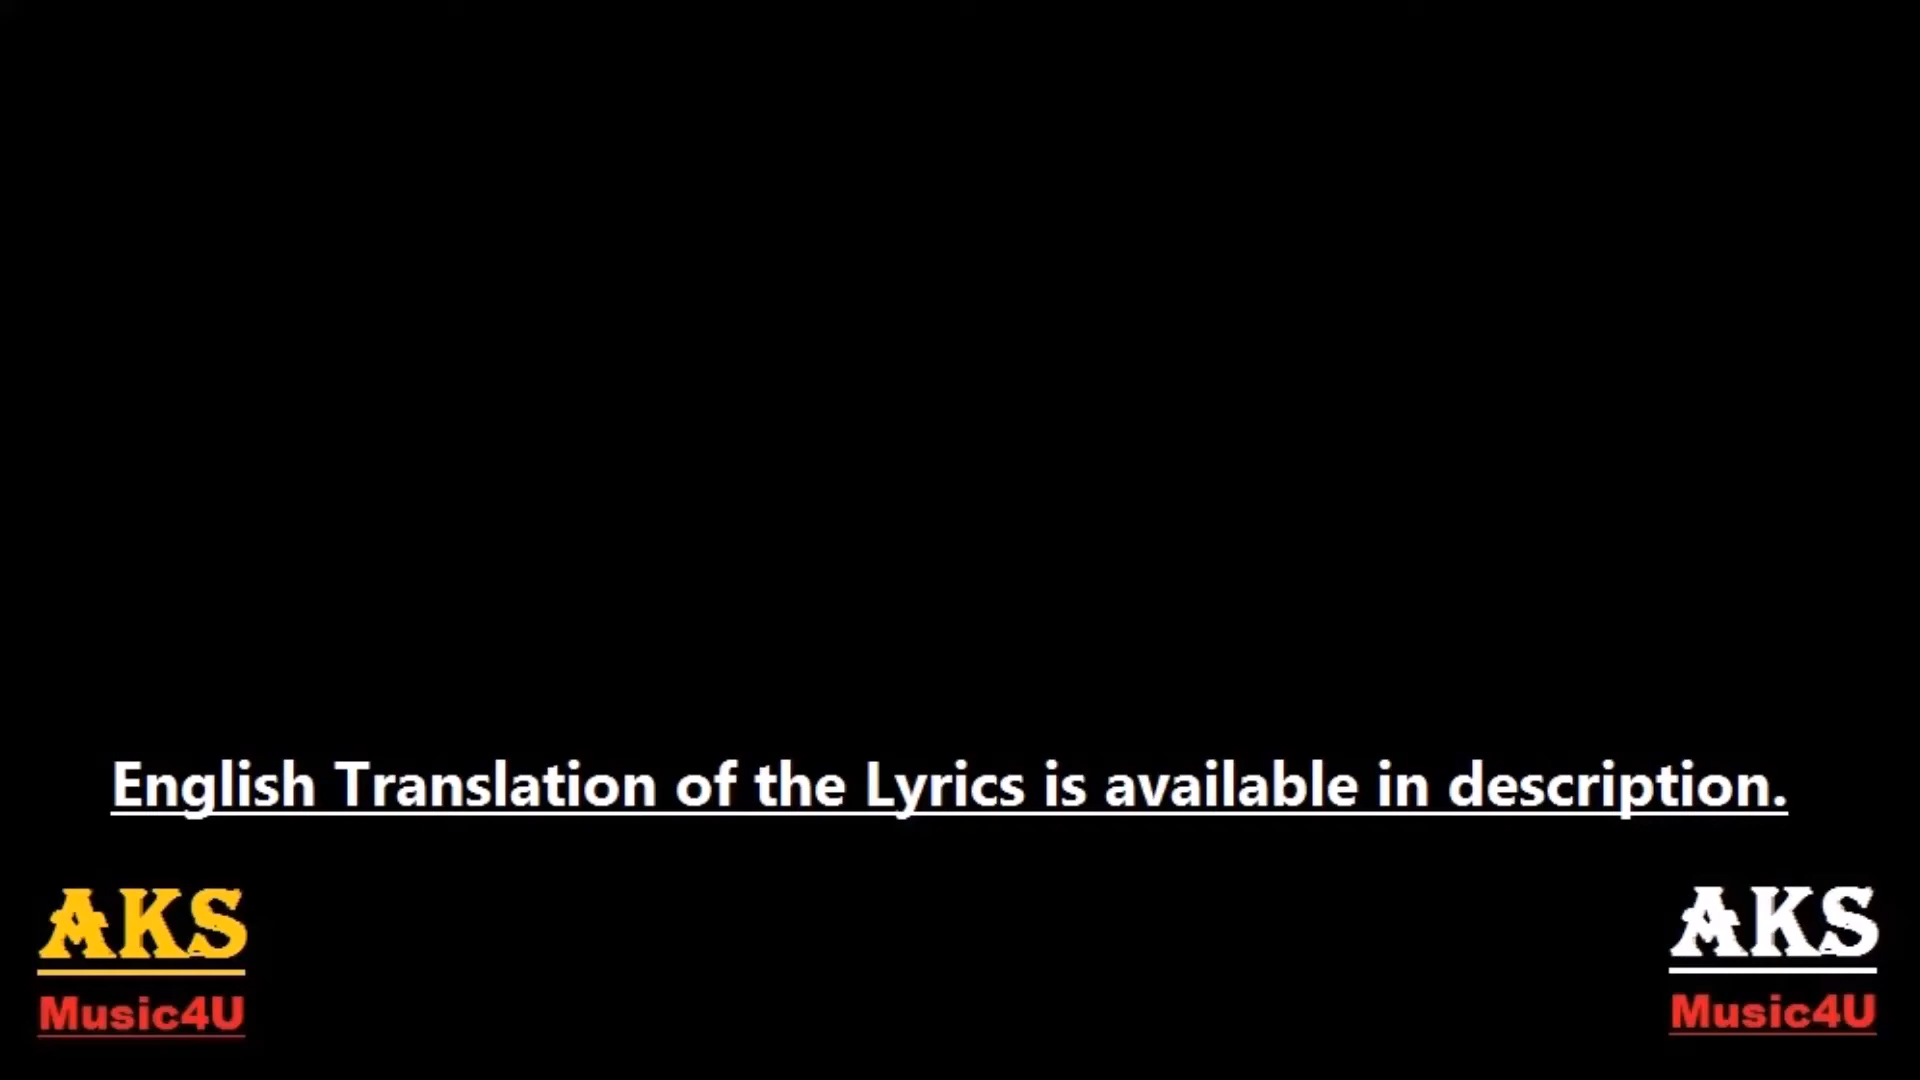 English Translation of the Lyrics is available in description.
AKS
Music4U
AKS
Music4U